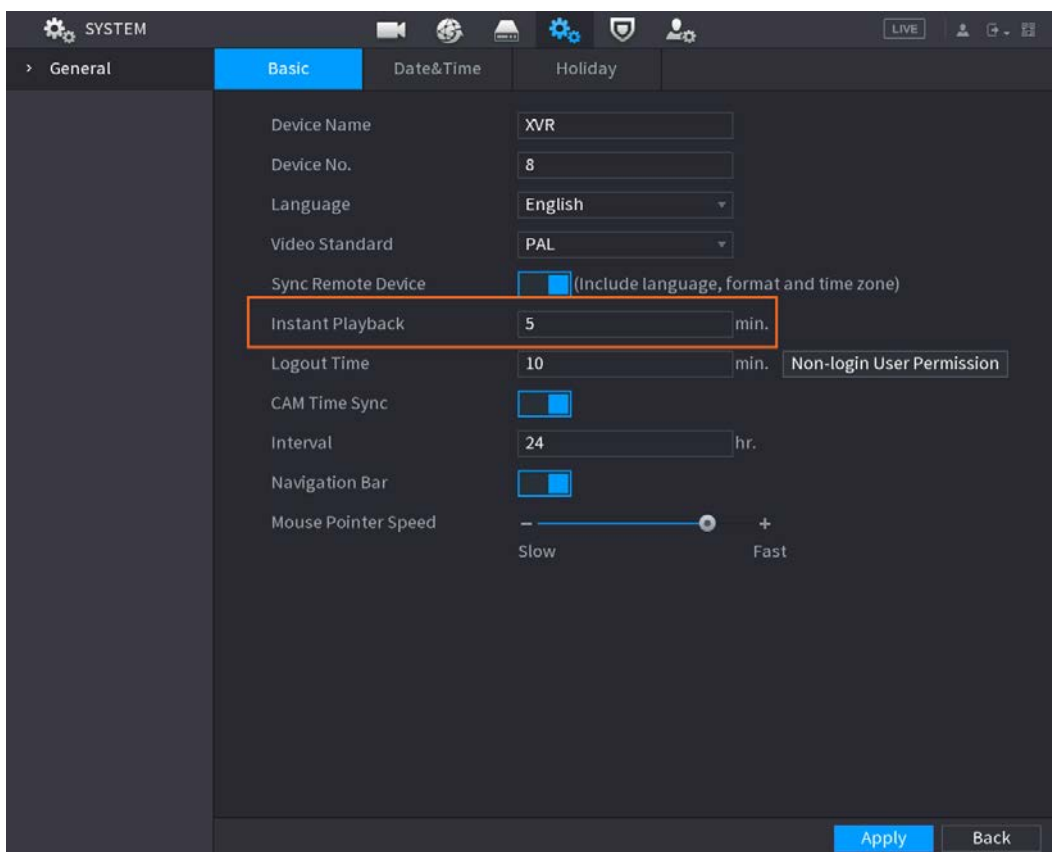 SYSTEM LIVE
General Basic Date&Time Holiday
Device Name XVR
Device No. 8
Language English
Video Standard PAL
Sync Remote Device (Include language, format and time zone)
Instant Playback 5 min.
Logout Time 10 min. Non-login User Permission
CAM Time Sync
Interval 24 hr.
Navigation Bar
Mouse Pointer Speed
Slow Fast
Apply Back